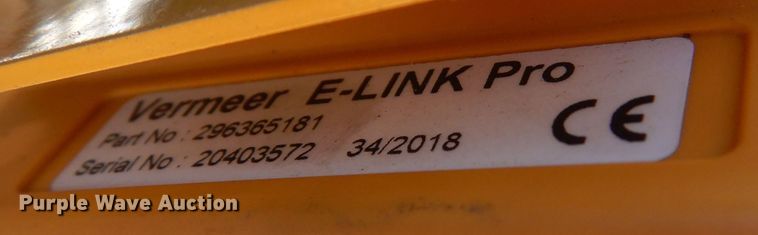 Vermeer E-LINK Pro
Part No : 296365181
Serial No : 20403572 34/2018
CE
Purple Wave Auction